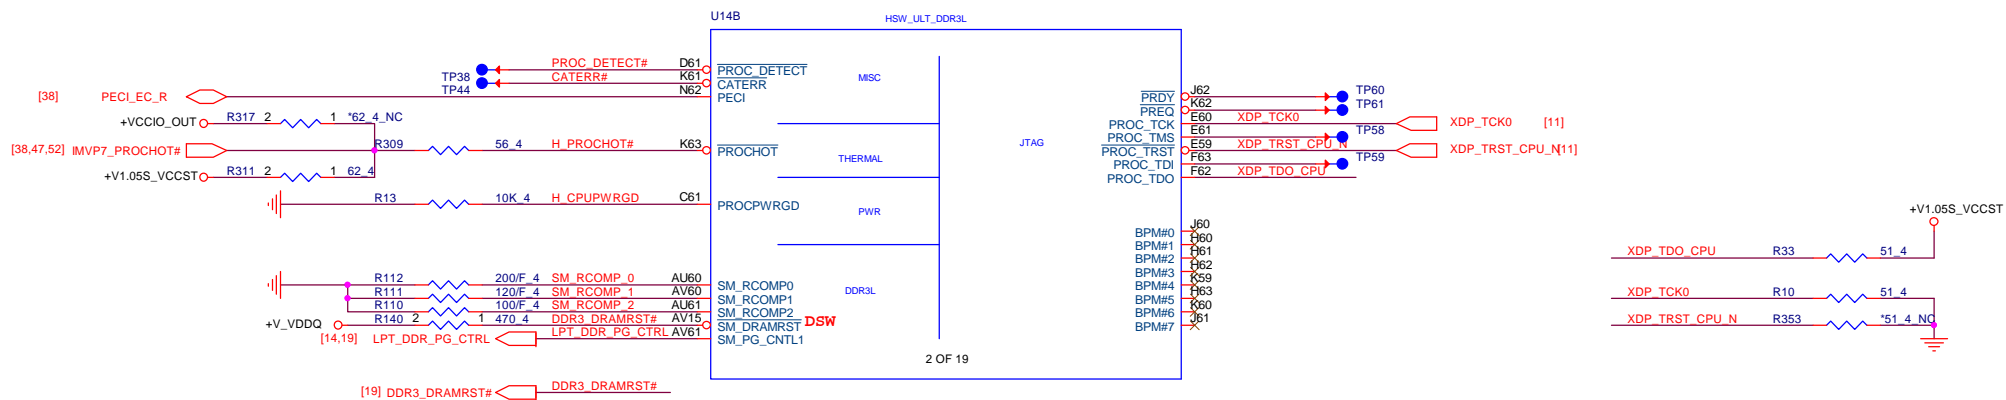 U14B
HSW_ULT_DDR3L
PROC_DETECT# D61 PROC_DETECT
TP38 CATERR# K61 CATERR
TP44 N62 PECI
MISC
[38] PECI_EC_R
+VCCIO_OUT R317 2 1 *62_4_NC
[38,47,52] IMVP7_PROCHOT# R309 56_4 H_PROCHOT# K63 PROCHOT
THERMAL
+V1.05S_VCCST R311 2 1 62_4
R13 10K_4 H_CPUPWRGD C61 PROCPWRGD
PWR
R112 200/F_4 SM_RCOMP_0 AU60 SM_RCOMP0
R111 120/F_4 SM_RCOMP_1 AV60 SM_RCOMP1
R110 100/F_4 SM_RCOMP_2 AU61 SM_RCOMP2
DDR3L
+V_VDDQ R140 2 1 470_4 DDR3_DRAMRST# AV15 SM_DRAMRST DSW
[14,19] LPT_DDR_PG_CTRL LPT_DDR_PG_CTRL AV61 SM_PG_CNTL1
2 OF 19
[19] DDR3_DRAMRST# DDR3_DRAMRST#
JTAG
PRDY J62 TP60
PREQ K62 TP61
PROC_TCK E60 XDP_TCK0 XDP_TCK0 [11]
PROC_TMS E61 TP58
PROC_TRST E59 XDP_TRST_CPU_N XDP_TRST_CPU_N [11]
PROC_TDI F63 TP59
PROC_TDO F62 XDP_TDO_CPU
BPM#0 J60
BPM#1 H60
BPM#2 H61
BPM#3 H62
BPM#4 K59
BPM#5 H63
BPM#6 K60
BPM#7 J61
+V1.05S_VCCST
XDP_TDO_CPU R33 51_4
XDP_TCK0 R10 51_4
XDP_TRST_CPU_N R353 *51_4_NC